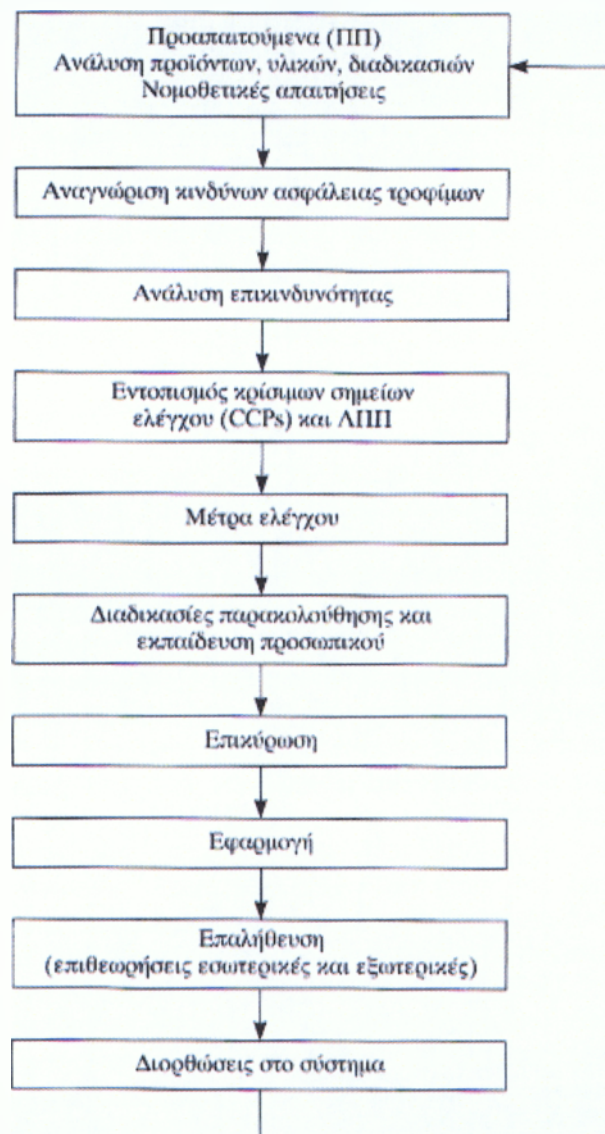 Προαπαιτούμενα (ΠΠ)
Ανάλυση προϊόντων, υλικών, διαδικασιών
Νομοθετικές απαιτήσεις
Αναγνώριση κινδύνων ασφάλειας τροφίμων
Ανάλυση επικινδυνότητας
Εντοπισμός κρίσιμων σημείων
ελέγχου (CCPs) και ΛΠΠ
Μέτρα ελέγχου
Διαδικασίες παρακολούθησης και
εκπαίδευση προσωπικού
Επικύρωση
Εφαρμογή
Επαλήθευση
(επιθεωρήσεις εσωτερικές και εξωτερικές)
Διορθώσεις στο σύστημα